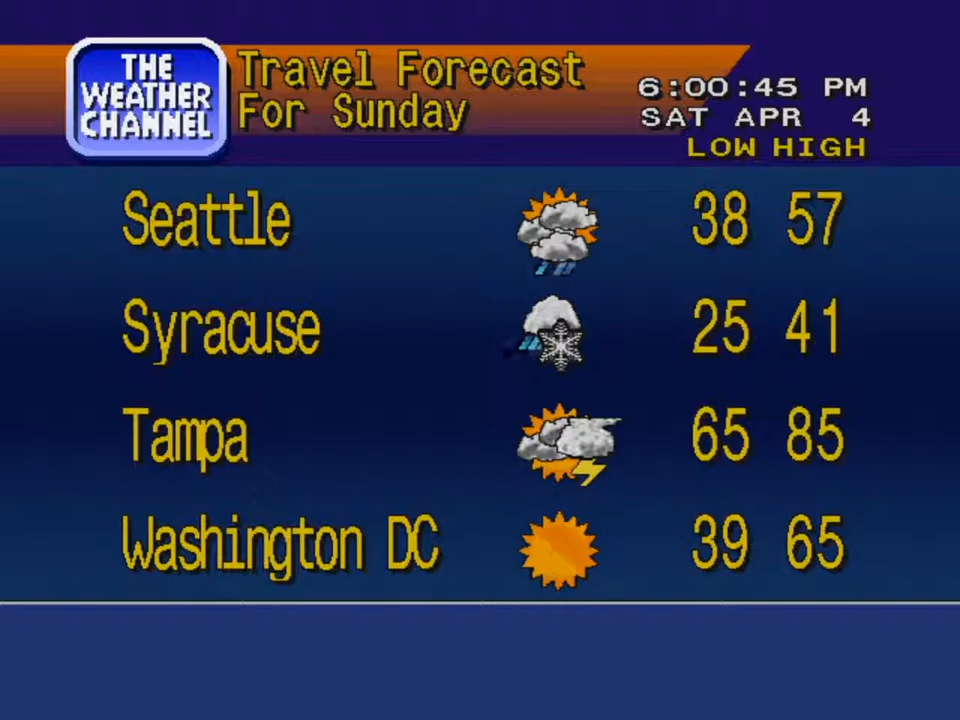 THE
WEATHER
CHANNEL
Travel Forecast
For Sunday
6:00:45 PM
SAT APR 4
LOW HIGH
Seattle 38 57
Syracuse 25 41
Tampa 65 85
Washington DC 39 65